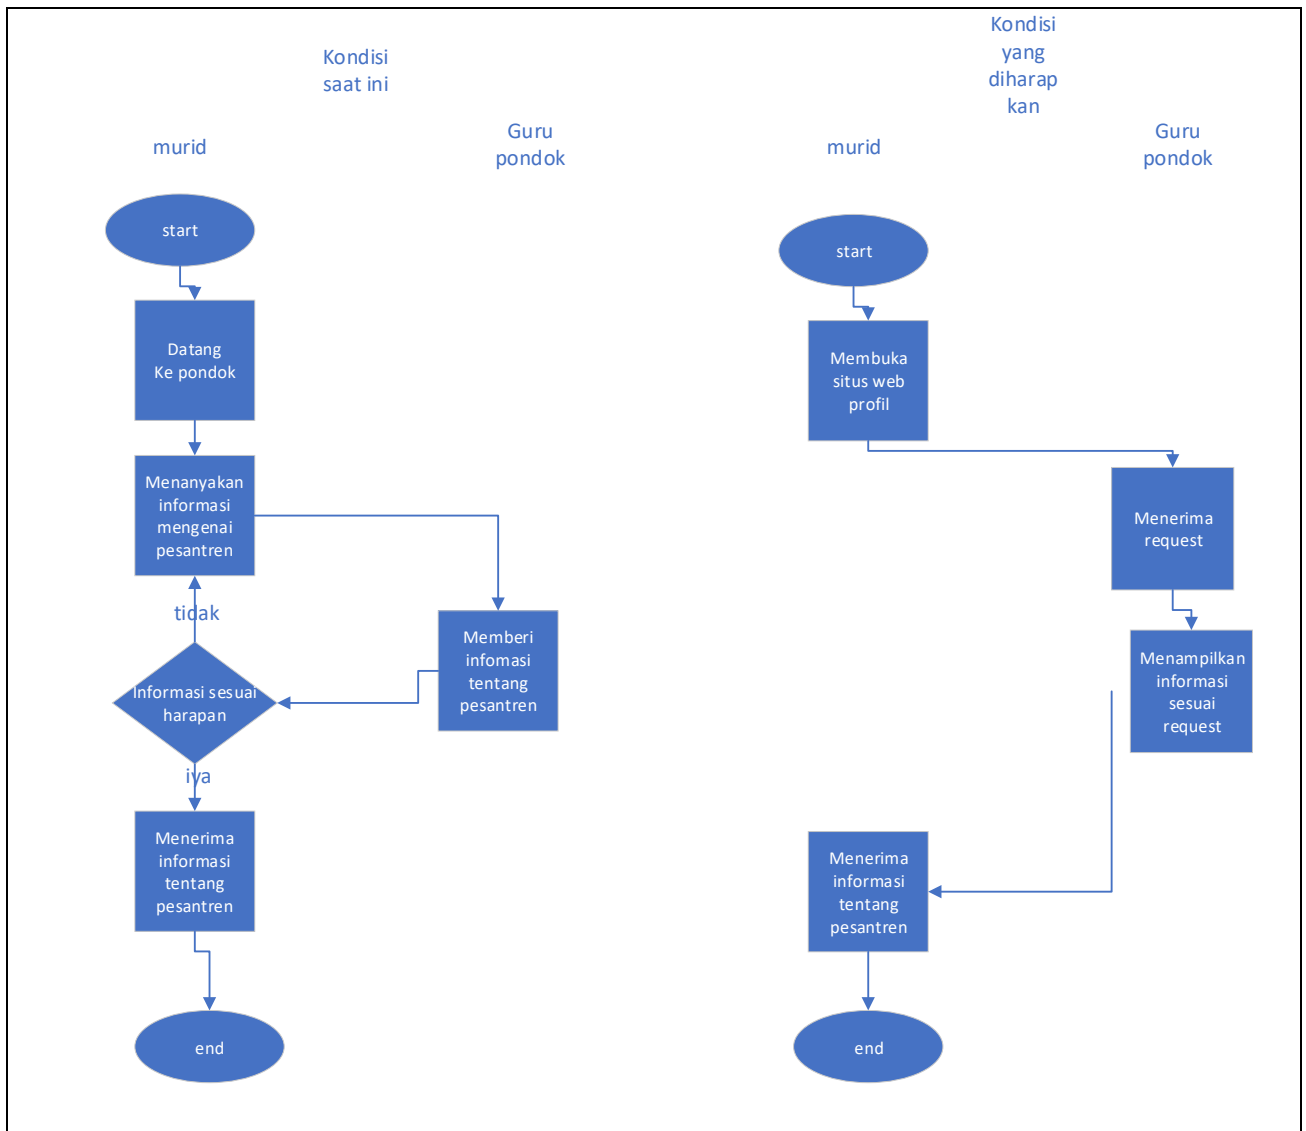 Kondisi
saat ini
murid
Guru
pondok
start
Datang
Ke pondok
Menanyakan
informasi
mengenai
pesantren
tidak
Memberi
infomasi
tentang
pesantren
Informasi sesuai
harapan
iya
Menerima
informasi
tentang
pesantren
end
Kondisi
yang
diharap
kan
murid
Guru
pondok
start
Membuka
situs web
profil
Menerima
request
Menampilkan
informasi
sesuai
request
Menerima
informasi
tentang
pesantren
end